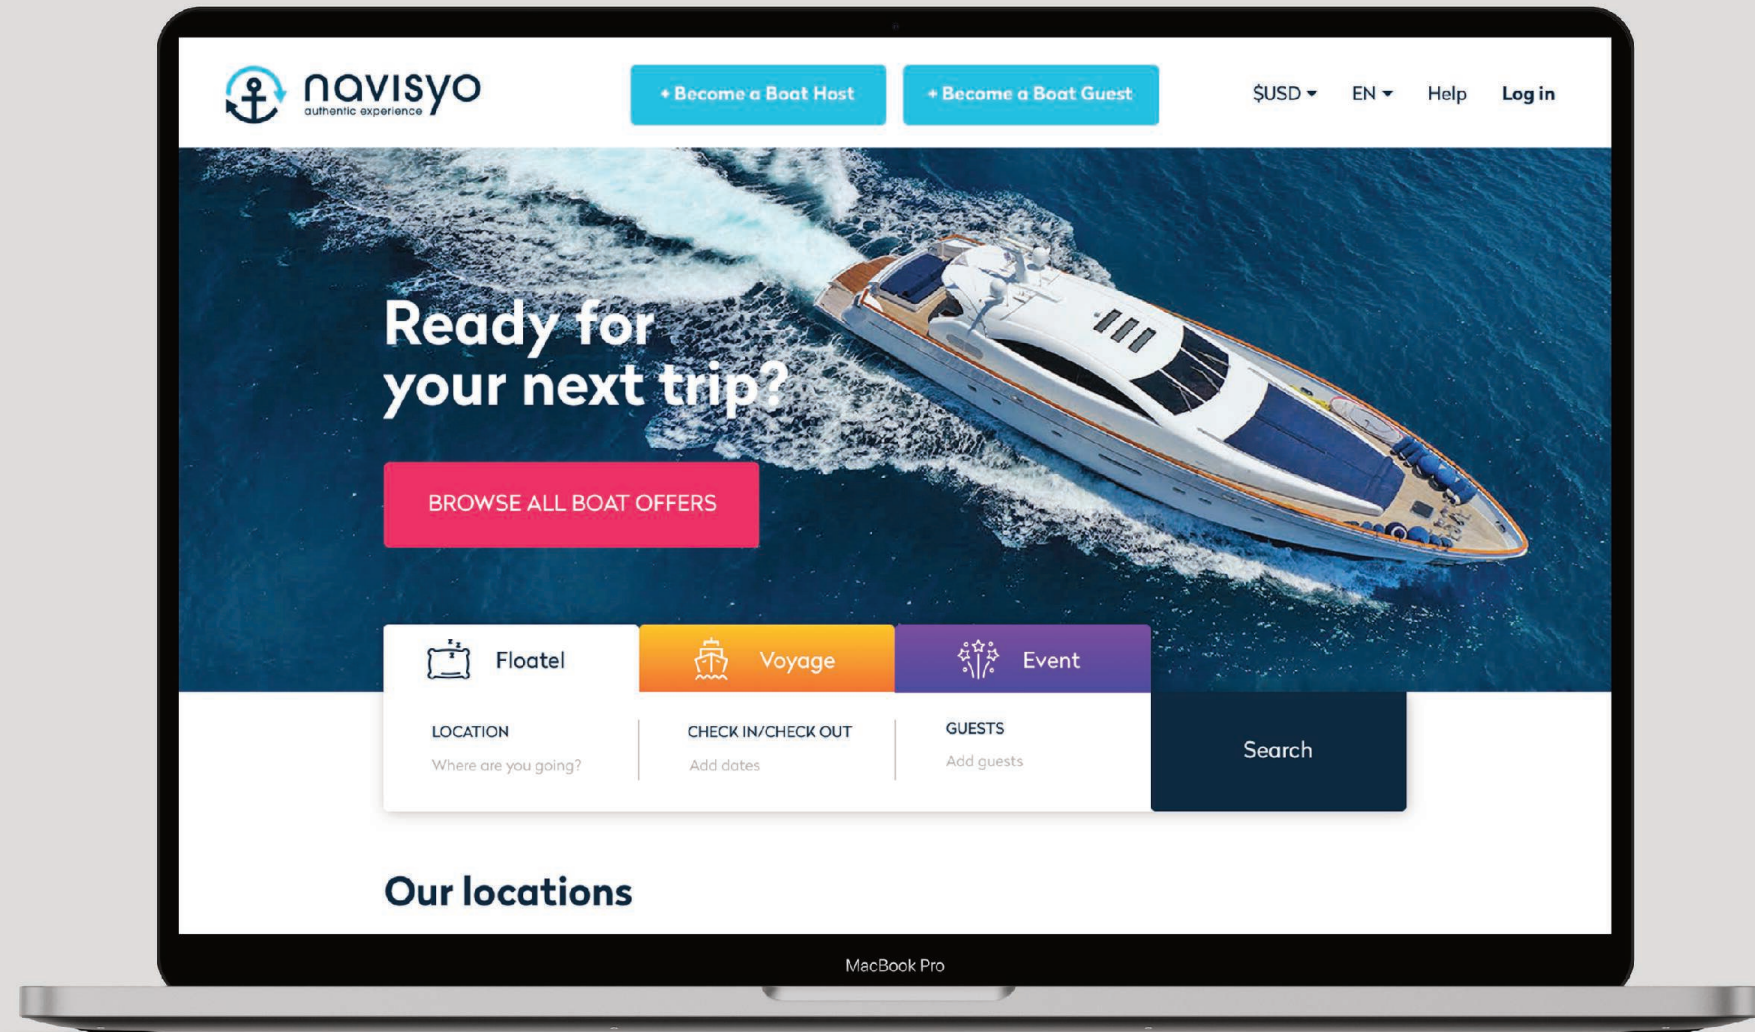 navisyo
authentic experience
+ Become a Boat Host
+ Become a Boat Guest
$USD
EN
Help
Log in
Ready for
your next trip?
BROWSE ALL BOAT OFFERS
Floatel
Voyage
Event
LOCATION
Where are you going?
CHECK IN/CHECK OUT
Add dates
GUESTS
Add guests
Search
Our locations
MacBook Pro